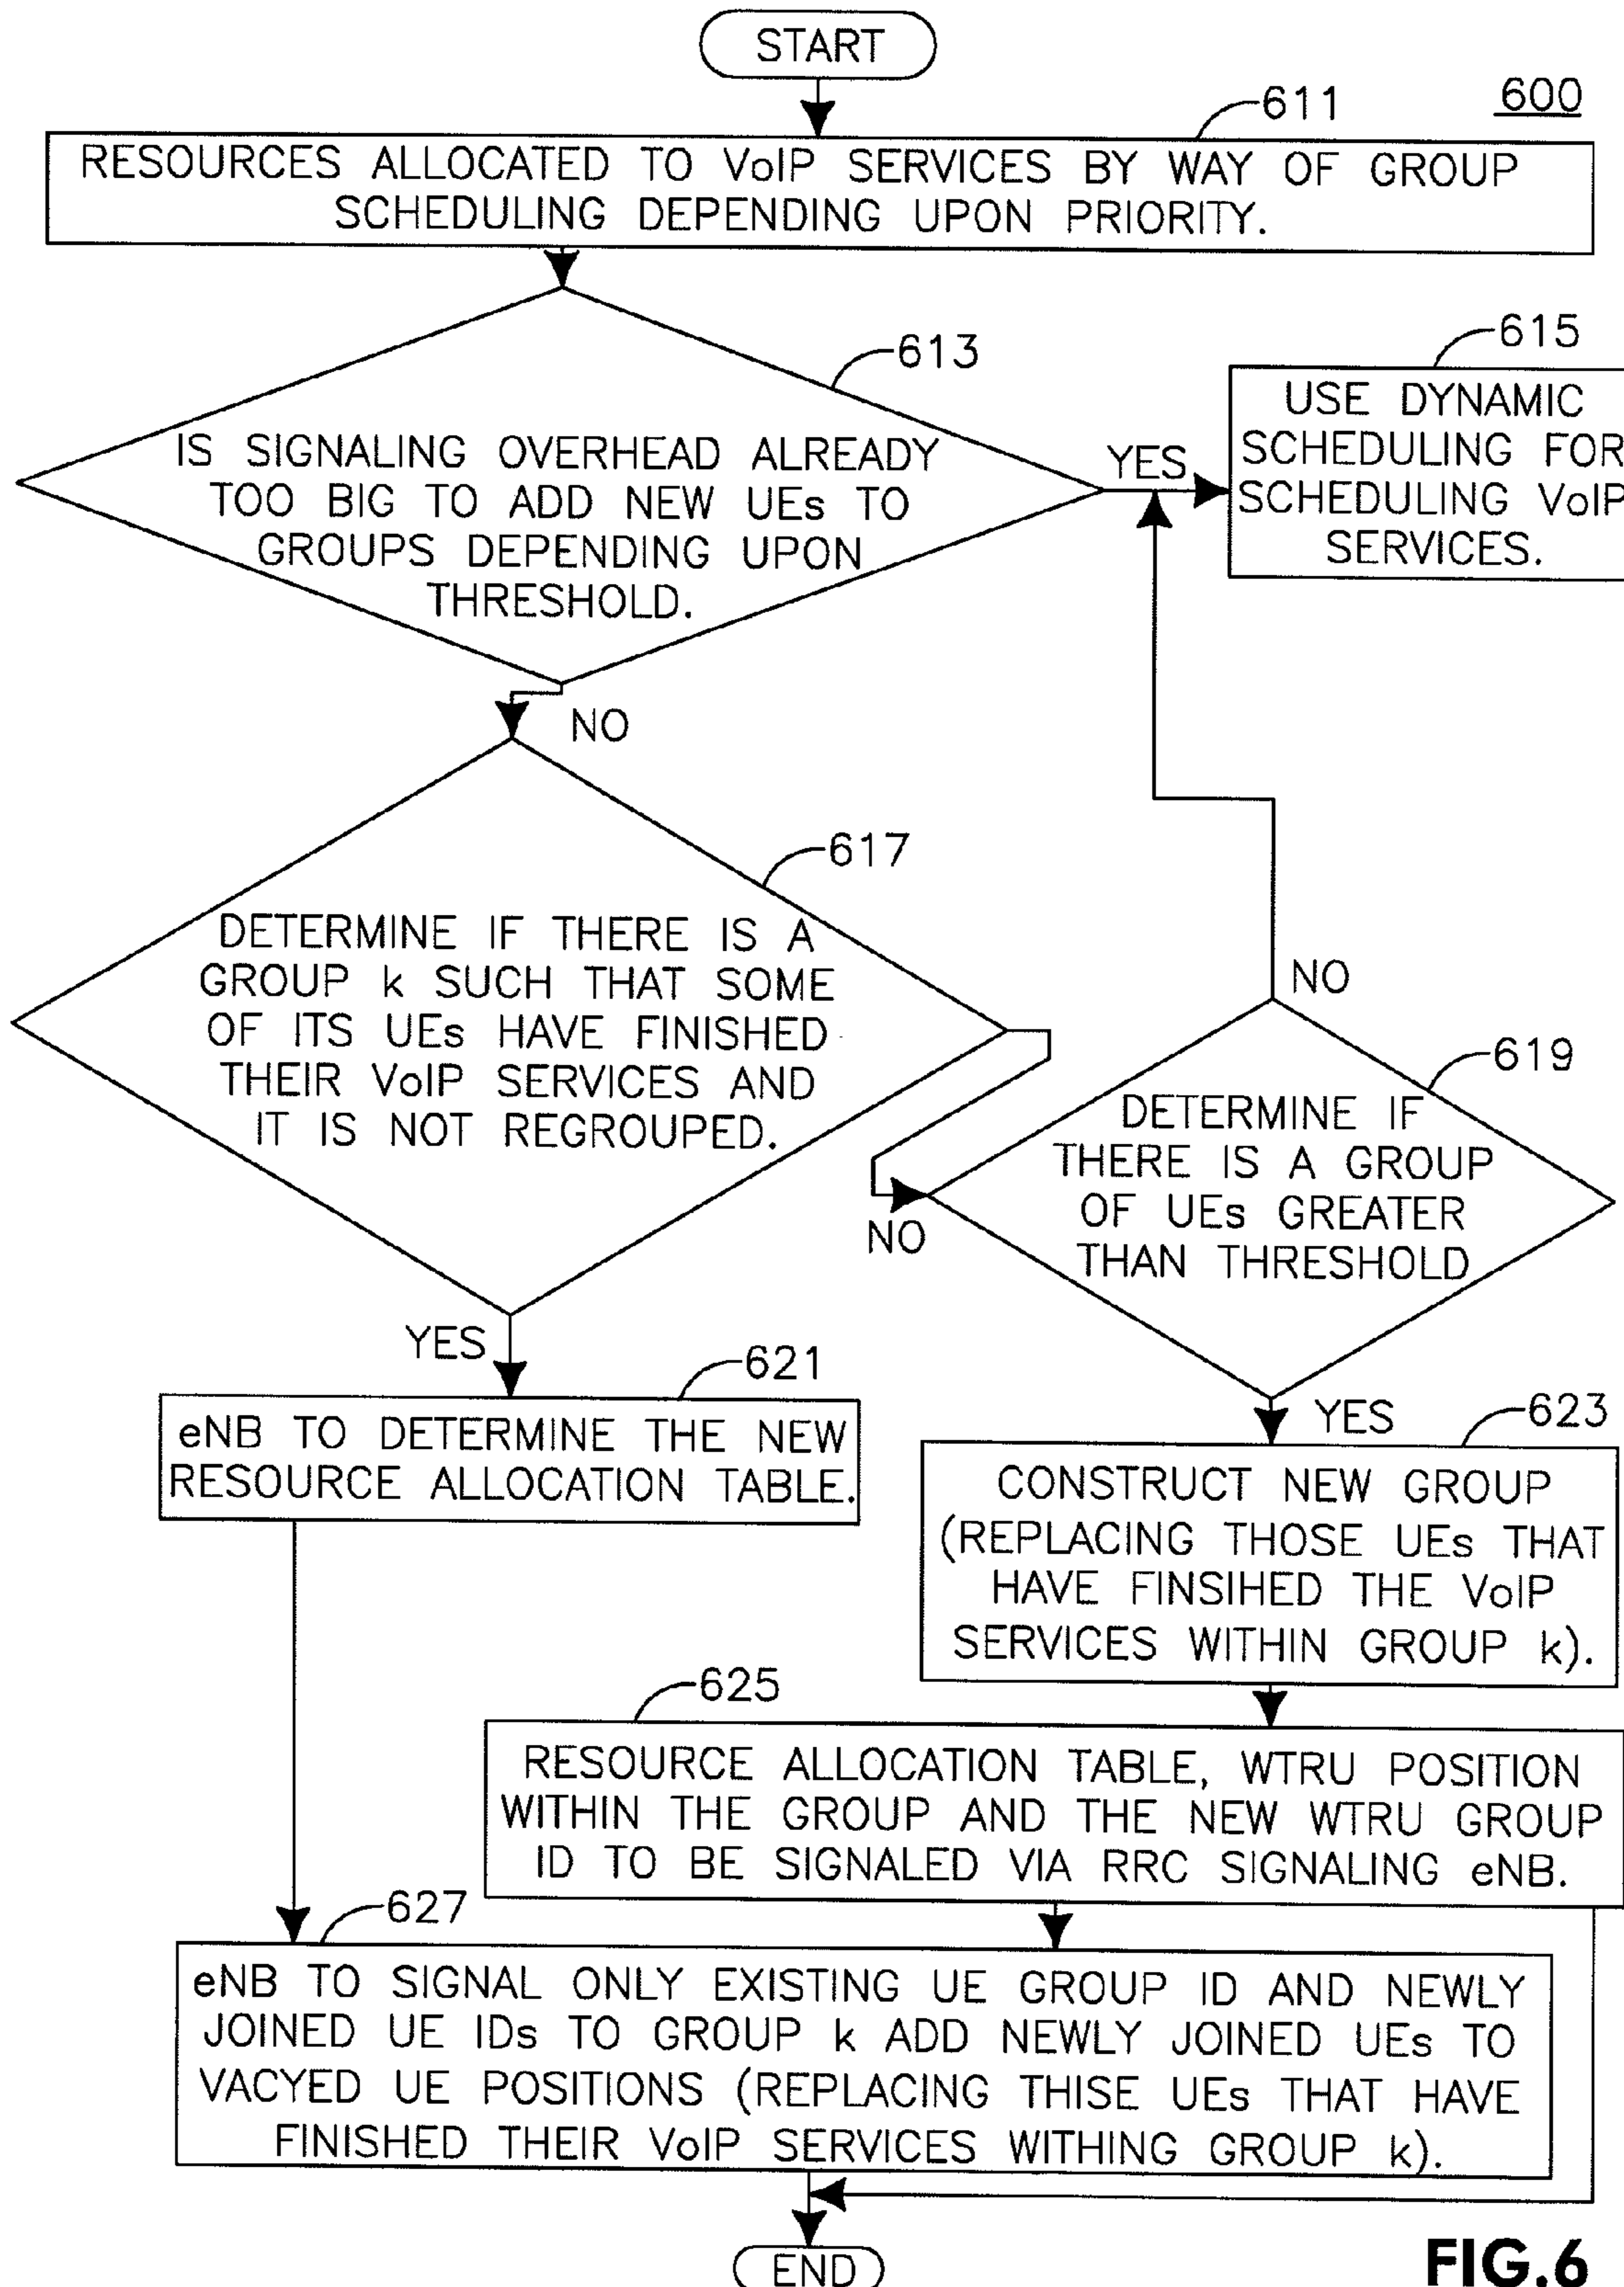 START
600
611
RESOURCES ALLOCATED TO VoIP SERVICES BY WAY OF GROUP
SCHEDULING DEPENDING UPON PRIORITY.
613
IS SIGNALING OVERHEAD ALREADY
TOO BIG TO ADD NEW UEs TO
GROUPS DEPENDING UPON
THRESHOLD.
YES
615
USE DYNAMIC
SCHEDULING FOR
SCHEDULING VoIP
SERVICES.
NO
617
DETERMINE IF THERE IS A
GROUP k SUCH THAT SOME
OF ITS UEs HAVE FINISHED
THEIR VoIP SERVICES AND
IT IS NOT REGROUPED.
NO
NO
619
DETERMINE IF
THERE IS A GROUP
OF UEs GREATER
THAN THRESHOLD
YES
621
eNB TO DETERMINE THE NEW
RESOURCE ALLOCATION TABLE.
YES
623
CONSTRUCT NEW GROUP
(REPLACING THOSE UEs THAT
HAVE FINSIHED THE VoIP
SERVICES WITHIN GROUP k).
625
RESOURCE ALLOCATION TABLE, WTRU POSITION
WITHIN THE GROUP AND THE NEW WTRU GROUP
ID TO BE SIGNALED VIA RRC SIGNALING eNB.
627
eNB TO SIGNAL ONLY EXISTING UE GROUP ID AND NEWLY
JOINED UE IDs TO GROUP k ADD NEWLY JOINED UEs TO
VACYED UE POSITIONS (REPLACING THISE UEs THAT HAVE
FINISHED THEIR VoIP SERVICES WITHING GROUP k).
END
FIG.6